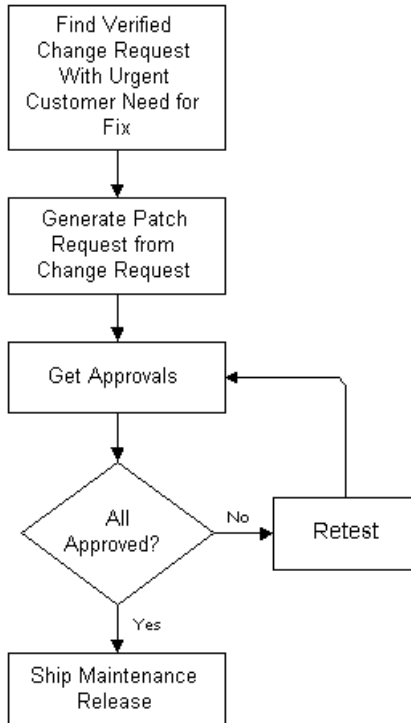 Find Verified
Change Request
With Urgent
Customer Need for
Fix
Generate Patch
Request from
Change Request
Get Approvals
All
Approved?
No
Retest
Yes
Ship Maintenance
Release